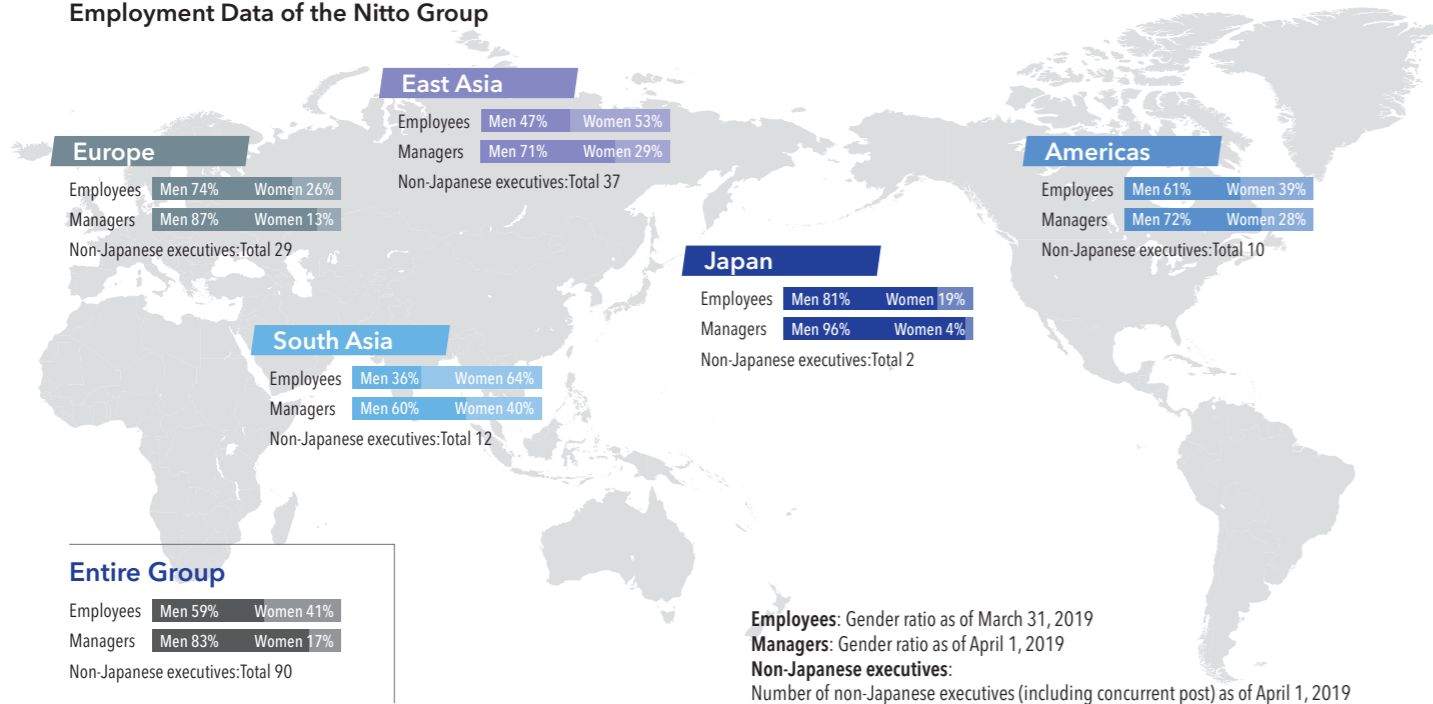 Employment Data of the Nitto Group
East Asia
Employees Men 47% Women 53%
Managers Men 71% Women 29%
Non-Japanese executives:Total 37
Europe
Employees Men 74% Women 26%
Managers Men 87% Women 13%
Non-Japanese executives:Total 29
Americas
Employees Men 61% Women 39%
Managers Men 72% Women 28%
Non-Japanese executives:Total 10
Japan
Employees Men 81% Women 19%
Managers Men 96% Women 4%
Non-Japanese executives:Total 2
South Asia
Employees Men 36% Women 64%
Managers Men 60% Women 40%
Non-Japanese executives:Total 12
Entire Group
Employees Men 59% Women 41%
Managers Men 83% Women 17%
Non-Japanese executives:Total 90
Employees: Gender ratio as of March 31, 2019
Managers: Gender ratio as of April 1, 2019
Non-Japanese executives:
Number of non-Japanese executives (including concurrent post) as of April 1, 2019